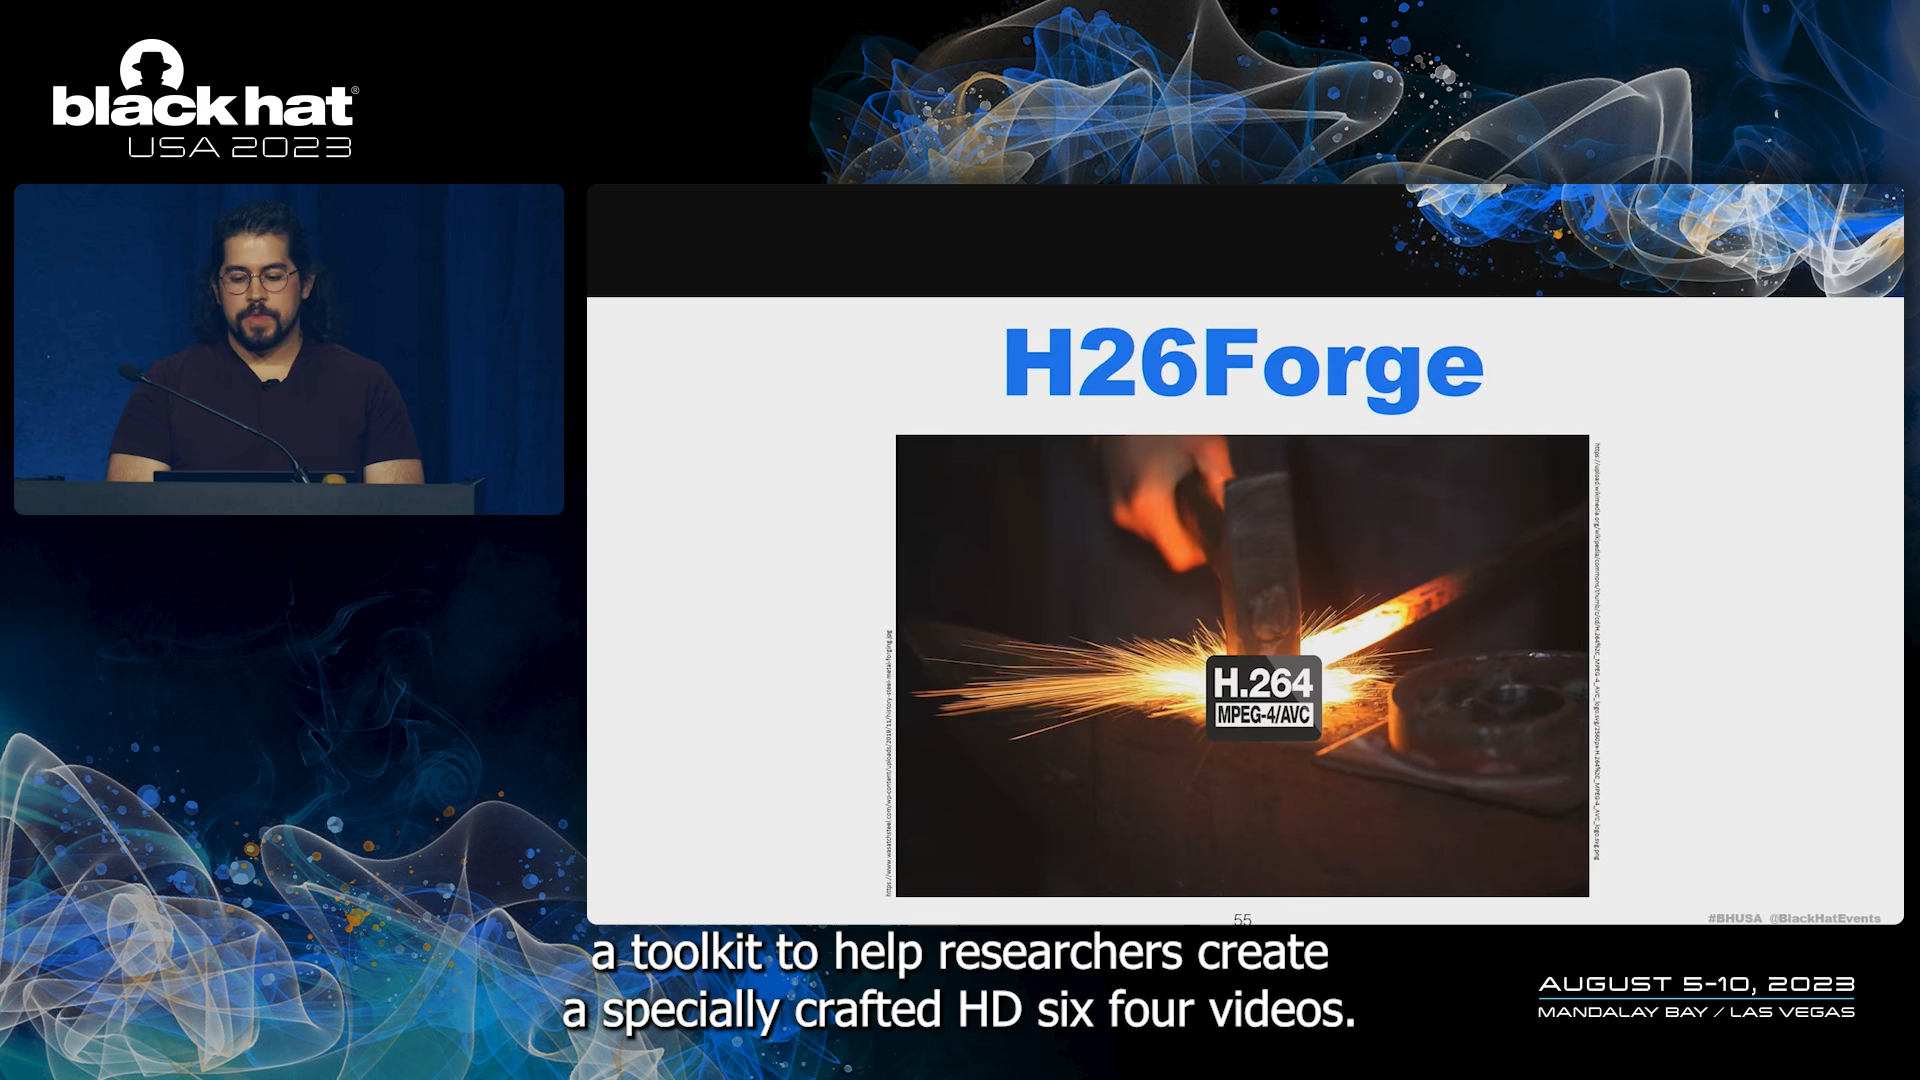 black hat®
USA 2023
H26Forge
H.264
MPEG-4/AVC
55
#BHUSA @BlackHatEvents
a toolkit to help researchers create
a specially crafted HD six four videos.
AUGUST 5-10, 2023
MANDALAY BAY / LAS VEGAS